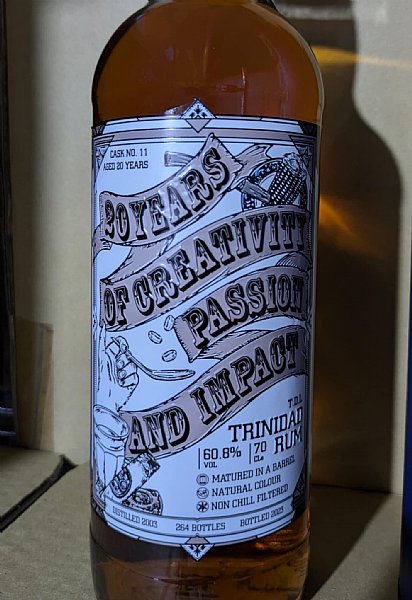 CASK NO. 11
AGED 20 YEARS
20 YEARS
OF CREATIVITY
PASSION
AND IMPACT
T.D.L
TRINIDAD
RUM
60.8%
VOL
70
CLe
MATURED IN A BARREL
NATURAL COLOUR
NON CHILL FILTERED
DISTILLED 2003
264 BOTTLES
BOTTLED 2023